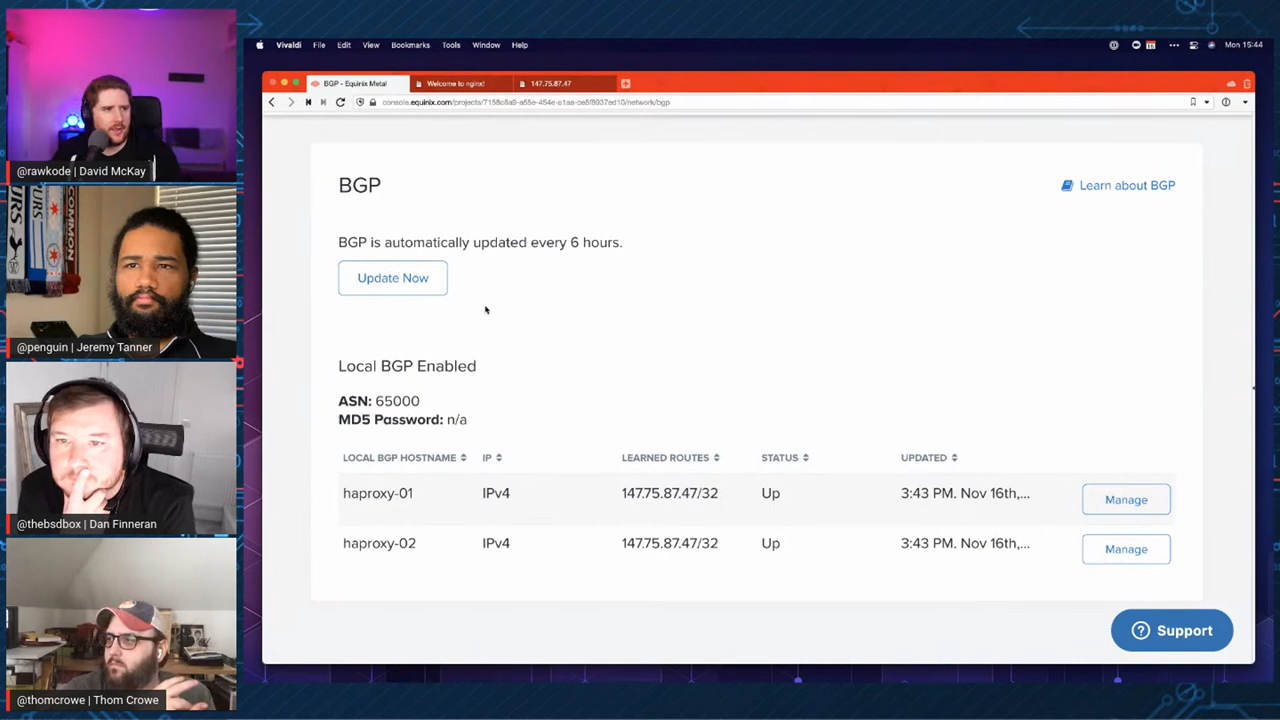 @rawkode | David McKay
@penguin | Jeremy Tanner
COMMON
@thebsdbox | Dan Finneran
@thomcrowe | Thom Crowe
Vivaldi File Edit View Bookmarks Tools Window Help
Mon 15:44
BGP - Equinix Metal
Welcome to nginx!
147.75.87.47
BGP
Learn about BGP
BGP is automatically updated every 6 hours.
Update Now
Local BGP Enabled
ASN: 65000
MD5 Password: n/a
LOCAL BGP HOSTNAME IP LEARNED ROUTES STATUS UPDATED
haproxy-01 IPv4 147.75.87.47/32 Up 3:43 PM. Nov 16th,... Manage
haproxy-02 IPv4 147.75.87.47/32 Up 3:43 PM. Nov 16th,... Manage
Support